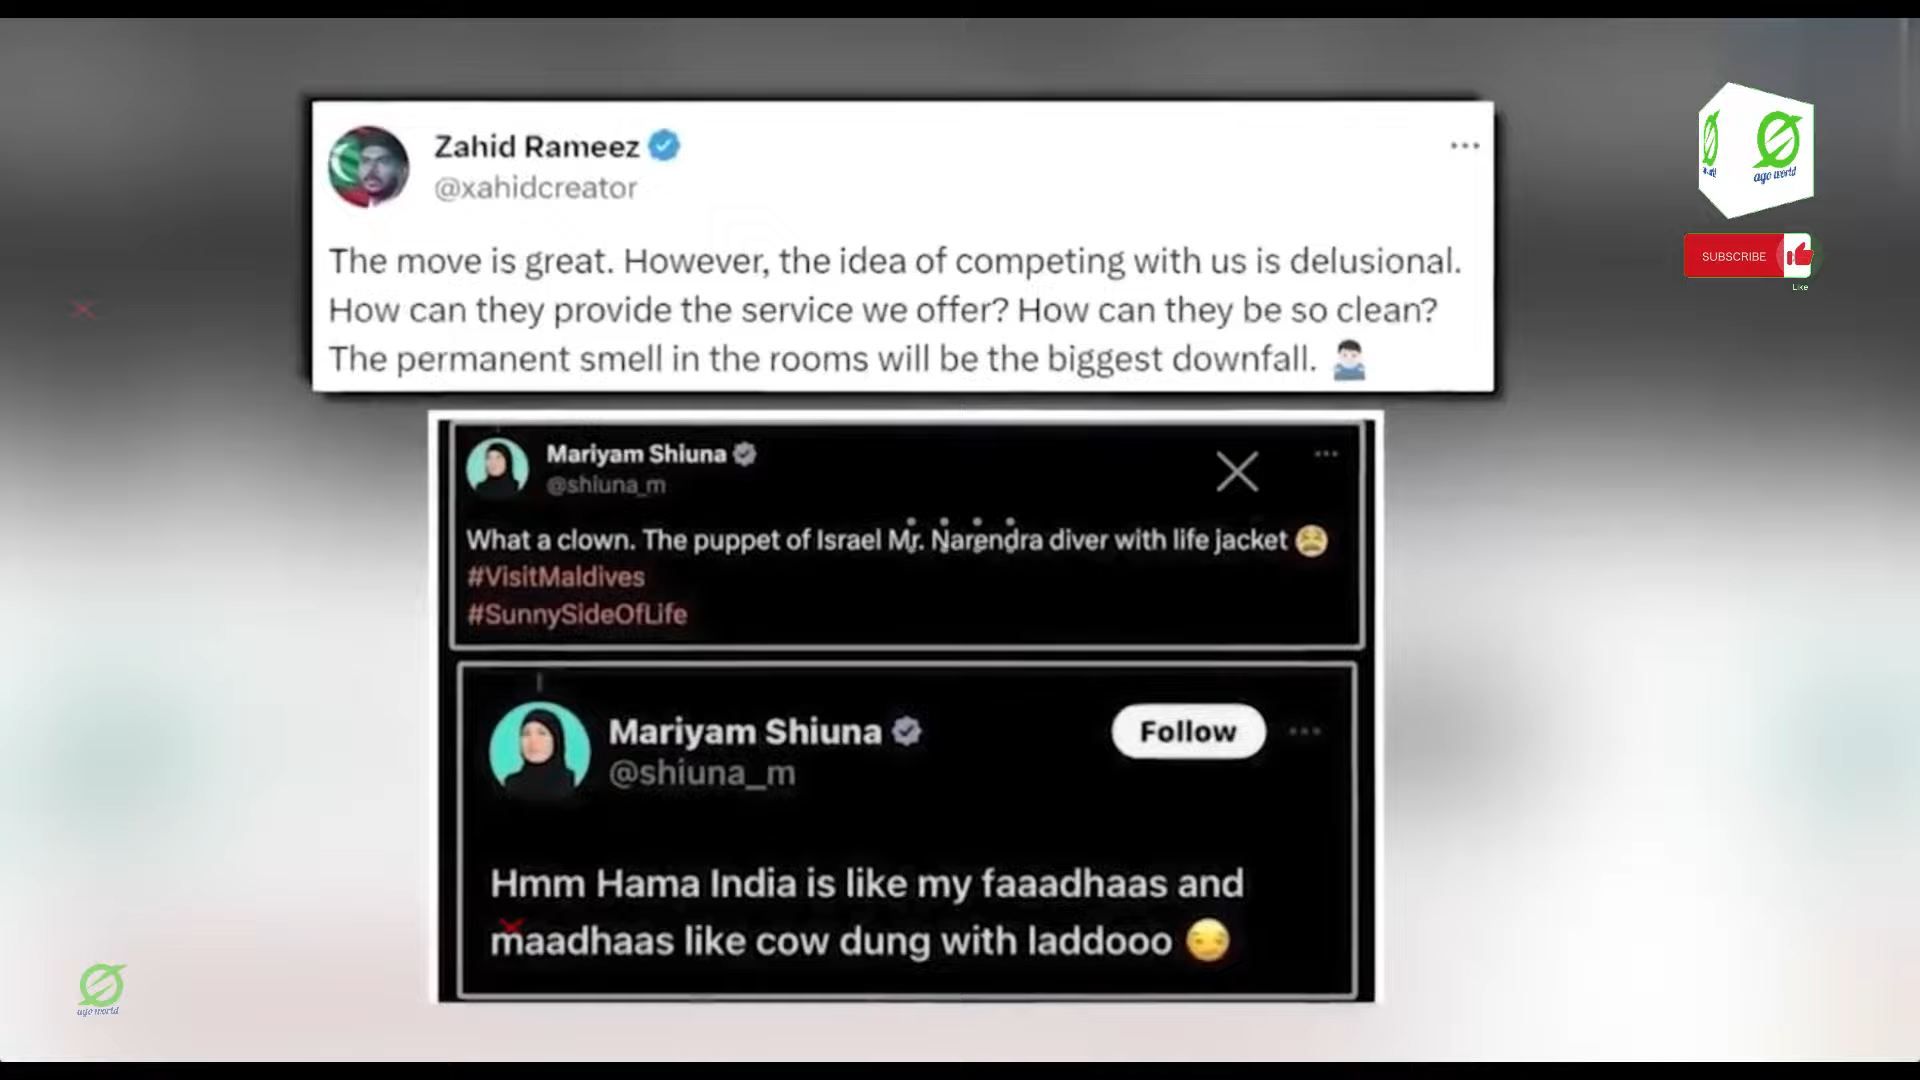 Zahid Rameez
@xahidcreator
The move is great. However, the idea of competing with us is delusional.
How can they provide the service we offer? How can they be so clean?
The permanent smell in the rooms will be the biggest downfall.
ago world
SUBSCRIBE
Like
Mariyam Shiuna
@shiuna_m
What a clown. The puppet of Israel Mr. Narendra diver with life jacket
#VisitMaldives
#SunnySideOfLife
Mariyam Shiuna
@shiuna_m
Follow
Hmm Hama India is like my faaadhaas and
maadhaas like cow dung with laddooo
ago world